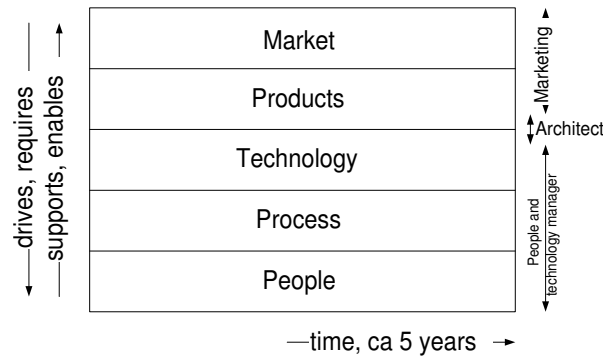 drives, requires
supports, enables
Market
Products
Technology
Process
People
Marketing
Architect
People and
technology manager
time, ca 5 years